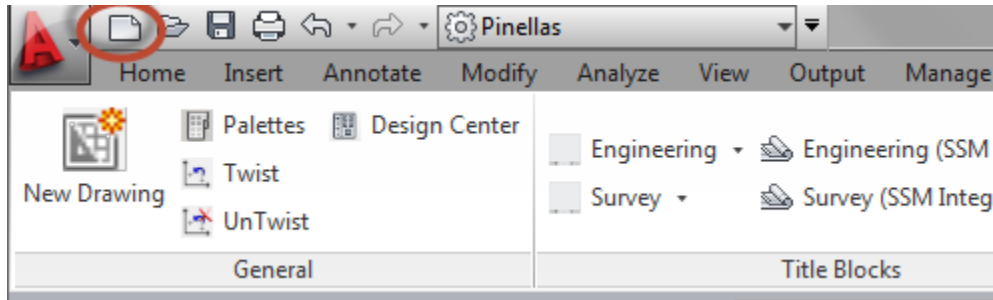 Pinellas
Home Insert Annotate Modify Analyze View Output Manage
Palettes Design Center
Engineering Engineering (SSM
Twist
New Drawing
Survey Survey (SSM Integ
UnTwist
General Title Blocks